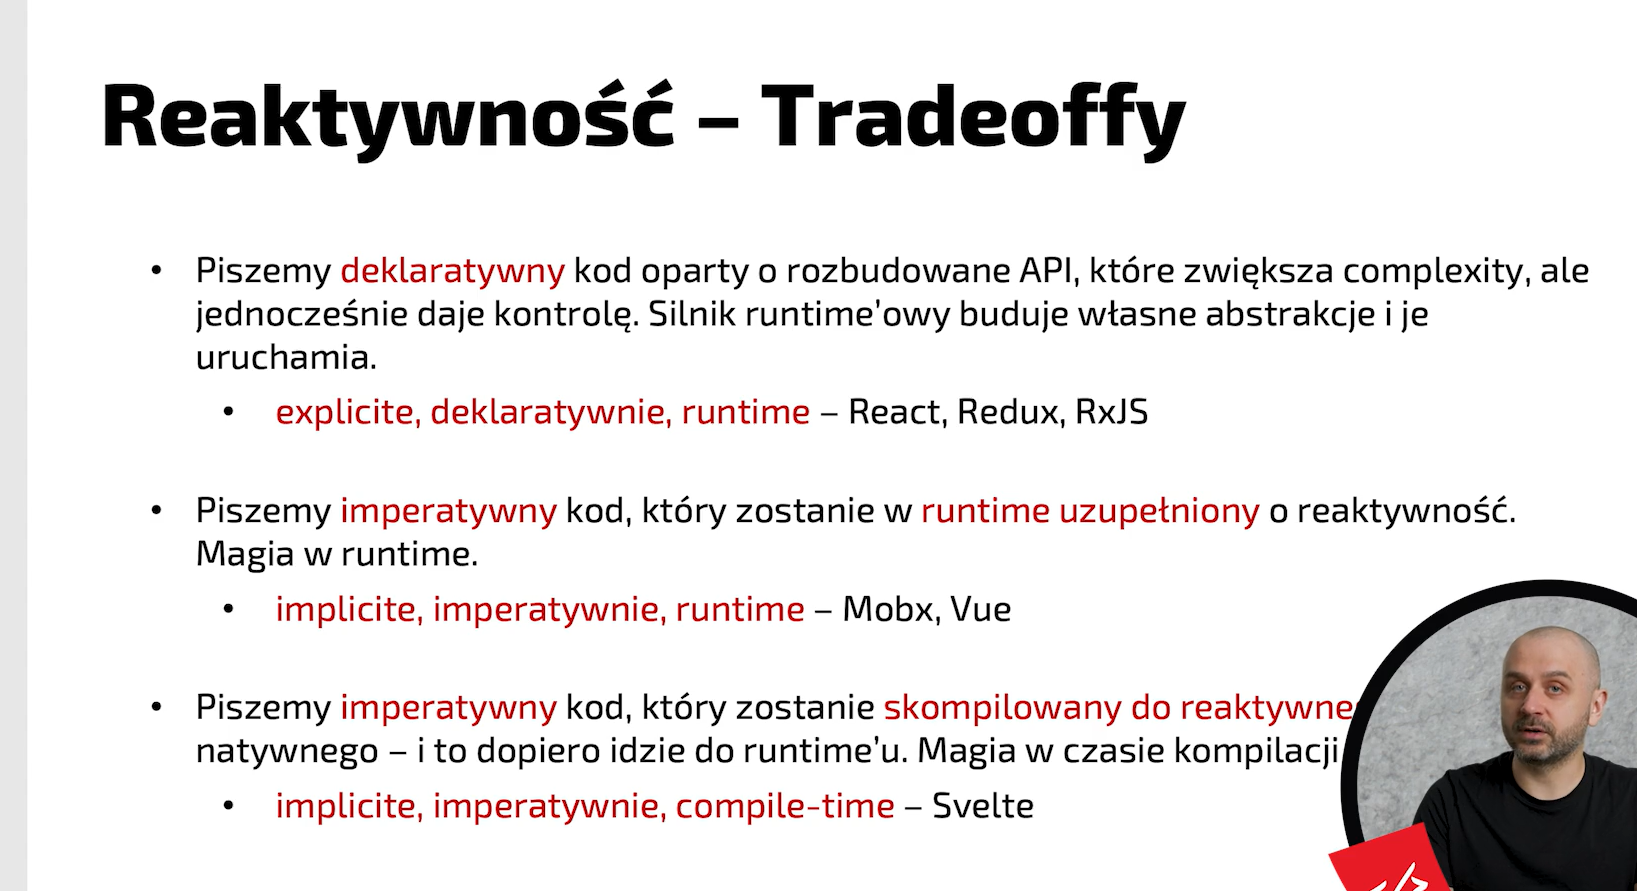 Reaktywność – Tradeoffy
• Piszemy deklaratywny kod oparty o rozbudowane API, które zwiększa complexity, ale
jednocześnie daje kontrolę. Silnik runtime’owy buduje własne abstrakcje i je
uruchamia.
• explicite, deklaratywnie, runtime – React, Redux, RxJS
• Piszemy imperatywny kod, który zostanie w runtime uzupełniony o reaktywność.
Magia w runtime.
• implicite, imperatywnie, runtime – Mobx, Vue
• Piszemy imperatywny kod, który zostanie skompilowany do
natywnego – i to dopiero idzie do runtime’u. Magia w czasie kompilacji
• implicite, imperatywnie, compile-time – Svelte